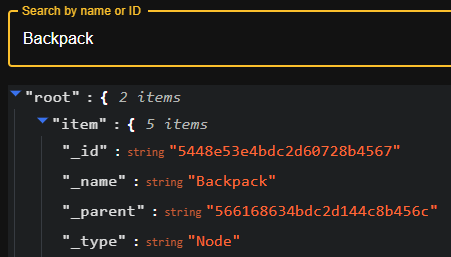 Search by name or ID
Backpack
"root" : { 2 items
"item" : { 5 items
"_id" : string "5448e53e4bdc2d60728b4567"
"_name" : string "Backpack"
"_parent" : string "566168634bdc2d144c8b456c"
"_type" : string "Node"